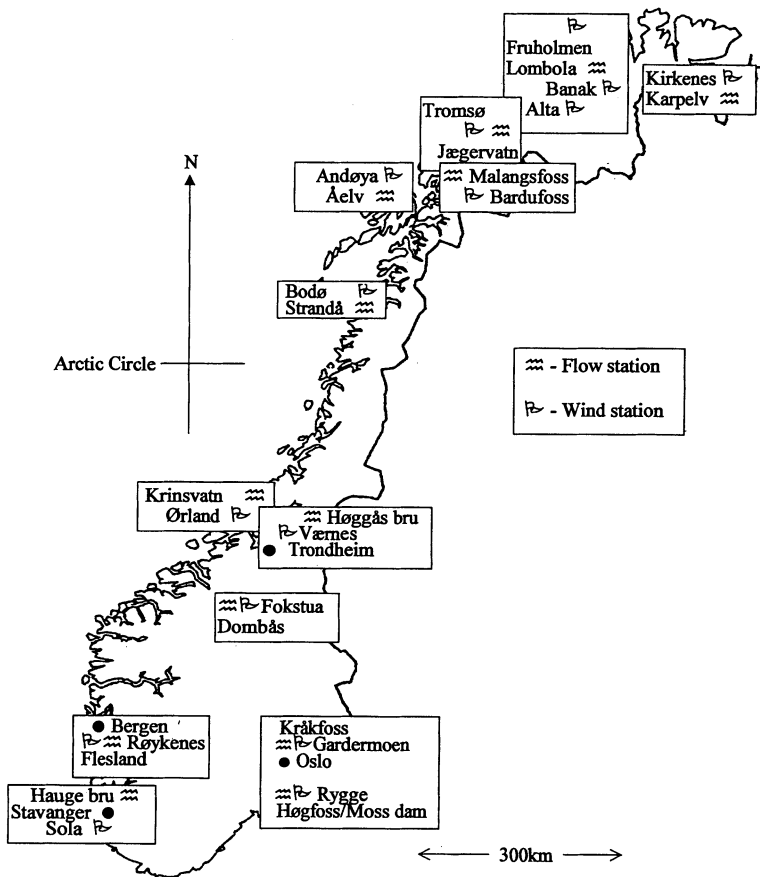 Fruholmen
Lombola
Banak
Alta
Kirkenes
Karpelv
Tromsø
Jægervatn
N
Andøya
Åelv
Malangsfoss
Bardufoss
Bodø
Strandå
Arctic Circle
- Flow station
- Wind station
Krinsvatn
Ørland
Høggås bru
Værnes
Trondheim
Fokstua
Dombås
Bergen
Røykenes
Flesland
Kråkfoss
Gardermoen
Oslo
Rygge
Høgfoss/Moss dam
Hauge bru
Stavanger
Sola
300km